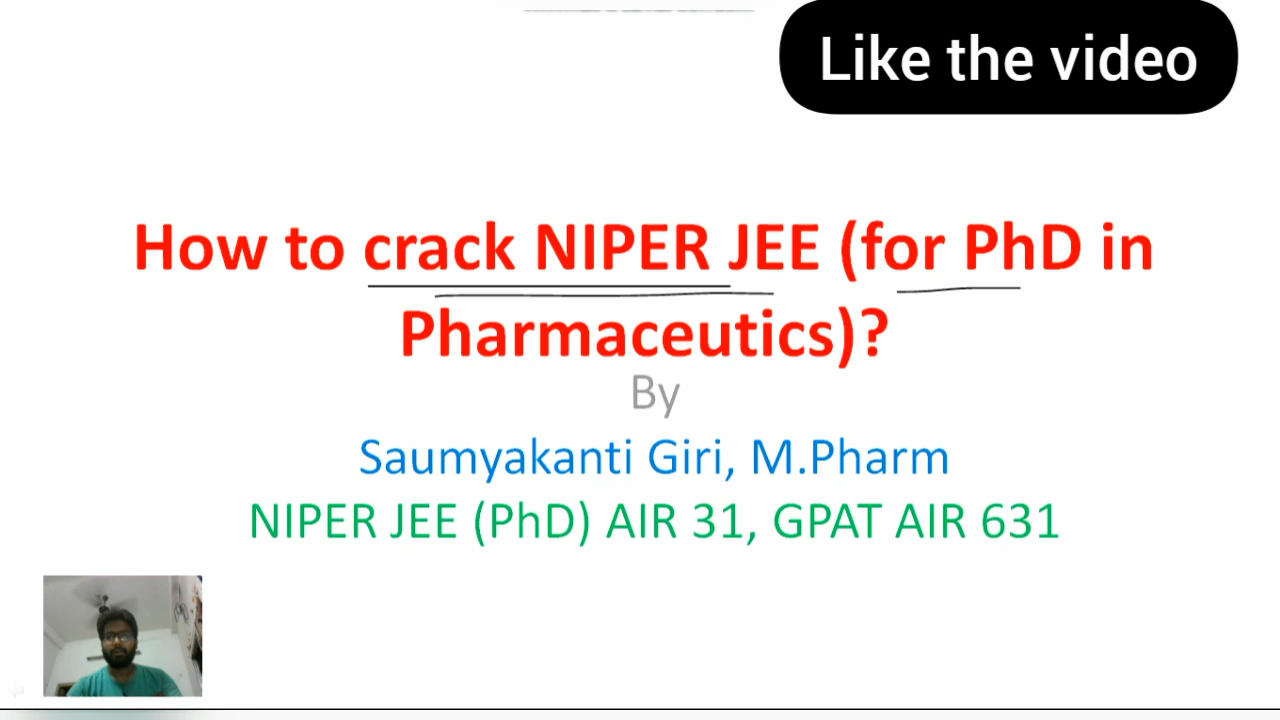 Like the video
How to crack NIPER JEE (for PhD in
Pharmaceutics)?
By
Saumyakanti Giri, M.Pharm
NIPER JEE (PhD) AIR 31, GPAT AIR 631